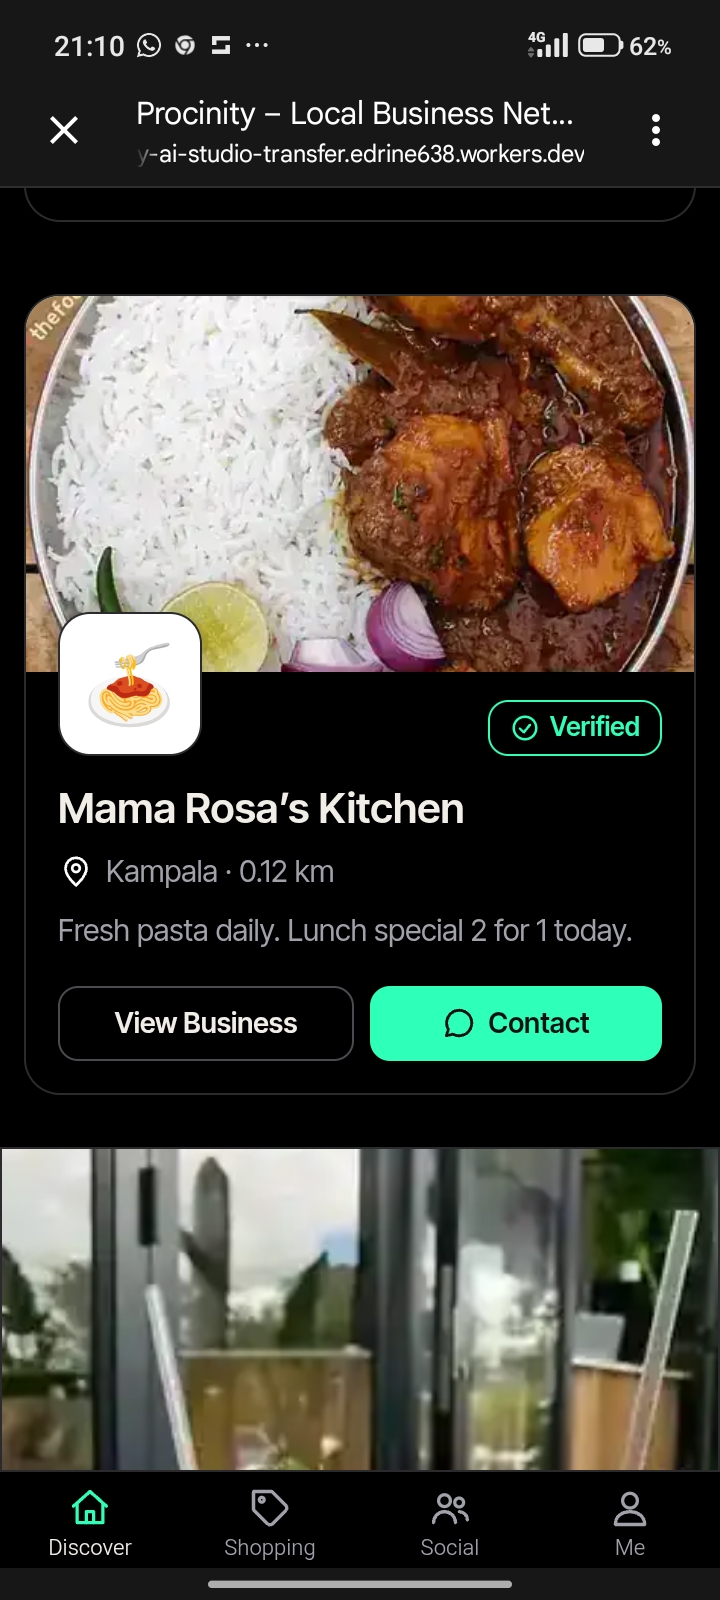 21:10
4G
62%
Procinity – Local Business Net...
y-ai-studio-transfer.edrine638.workers.dev
Verified
Mama Rosa’s Kitchen
Kampala · 0.12 km
Fresh pasta daily. Lunch special 2 for 1 today.
View Business
Contact
Discover
Shopping
Social
Me